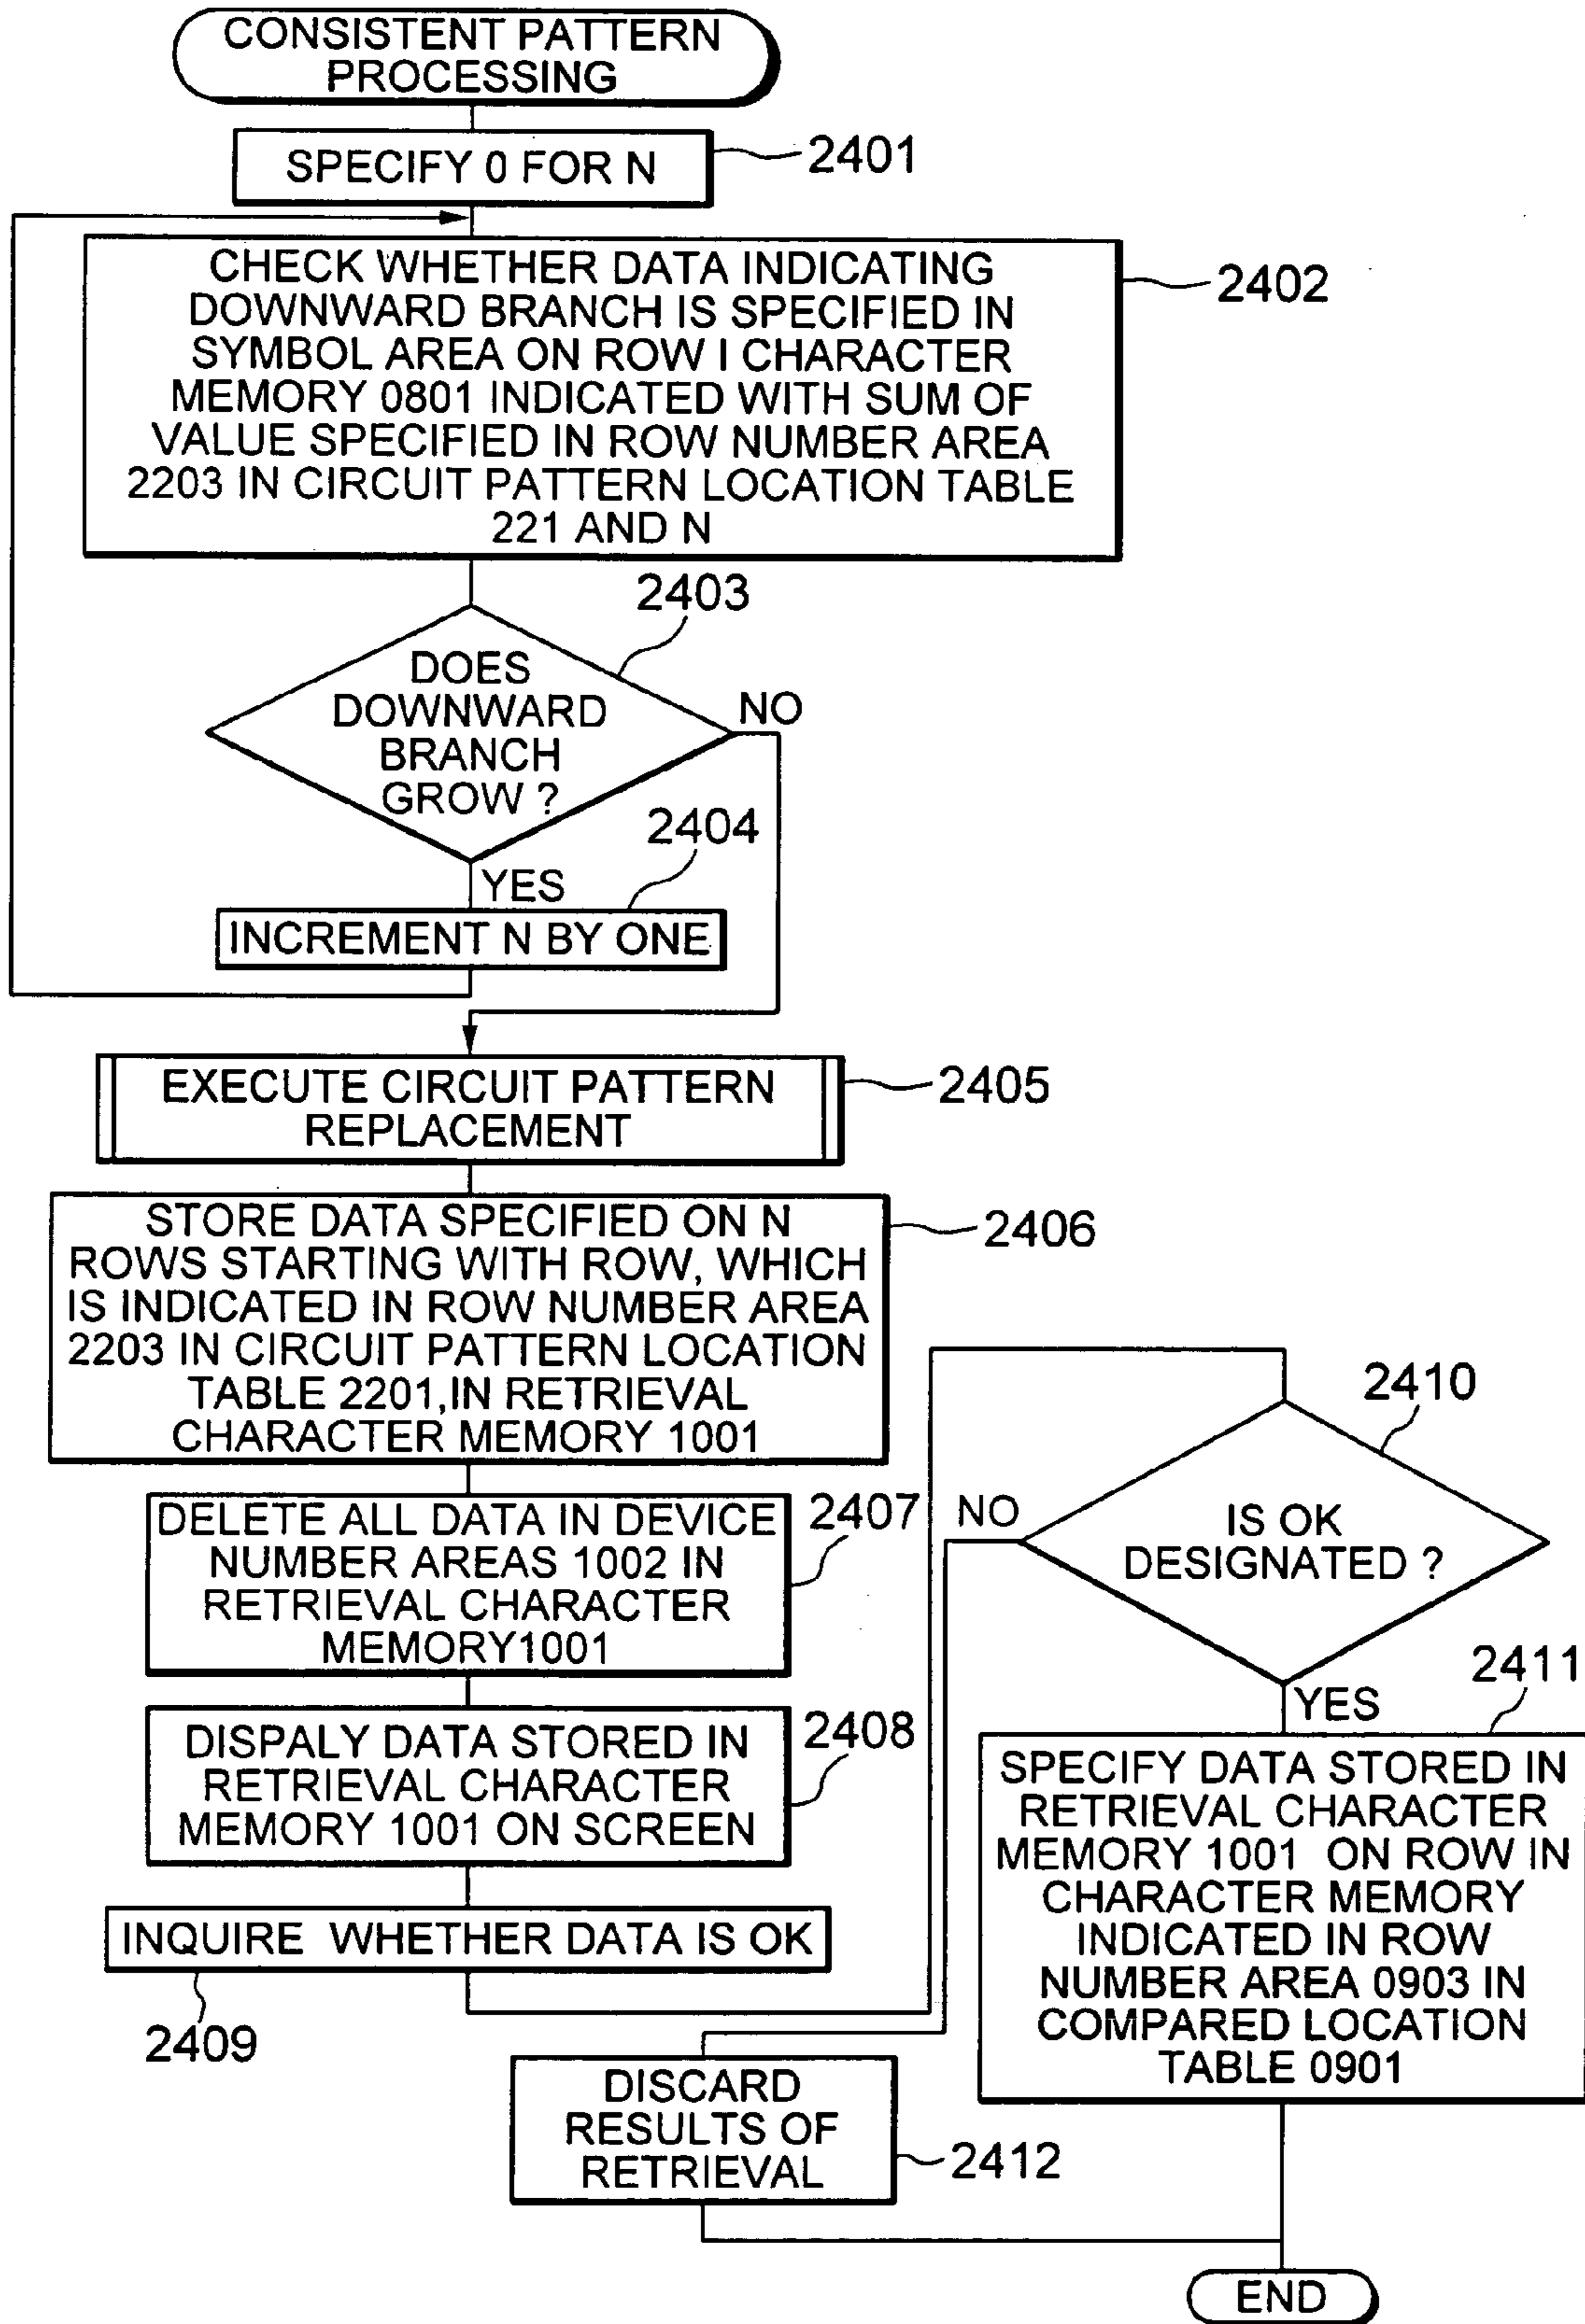 CONSISTENT PATTERN
PROCESSING
SPECIFY 0 FOR N
2401
CHECK WHETHER DATA INDICATING
DOWNWARD BRANCH IS SPECIFIED IN
SYMBOL AREA ON ROW I CHARACTER
MEMORY 0801 INDICATED WITH SUM OF
VALUE SPECIFIED IN ROW NUMBER AREA
2203 IN CIRCUIT PATTERN LOCATION TABLE
221 AND N
2402
2403
DOES
DOWNWARD
BRANCH
GROW ?
NO
YES
2404
INCREMENT N BY ONE
EXECUTE CIRCUIT PATTERN
REPLACEMENT
2405
STORE DATA SPECIFIED ON N
ROWS STARTING WITH ROW, WHICH
IS INDICATED IN ROW NUMBER AREA
2203 IN CIRCUIT PATTERN LOCATION
TABLE 2201,IN RETRIEVAL
CHARACTER MEMORY 1001
2406
DELETE ALL DATA IN DEVICE
NUMBER AREAS 1002 IN
RETRIEVAL CHARACTER
MEMORY1001
2407
DISPALY DATA STORED IN
RETRIEVAL CHARACTER
MEMORY 1001 ON SCREEN
2408
INQUIRE WHETHER DATA IS OK
2409
2410
IS OK
DESIGNATED ?
NO
YES
2411
SPECIFY DATA STORED IN
RETRIEVAL CHARACTER
MEMORY 1001 ON ROW IN
CHARACTER MEMORY
INDICATED IN ROW
NUMBER AREA 0903 IN
COMPARED LOCATION
TABLE 0901
DISCARD
RESULTS OF
RETRIEVAL
2412
END